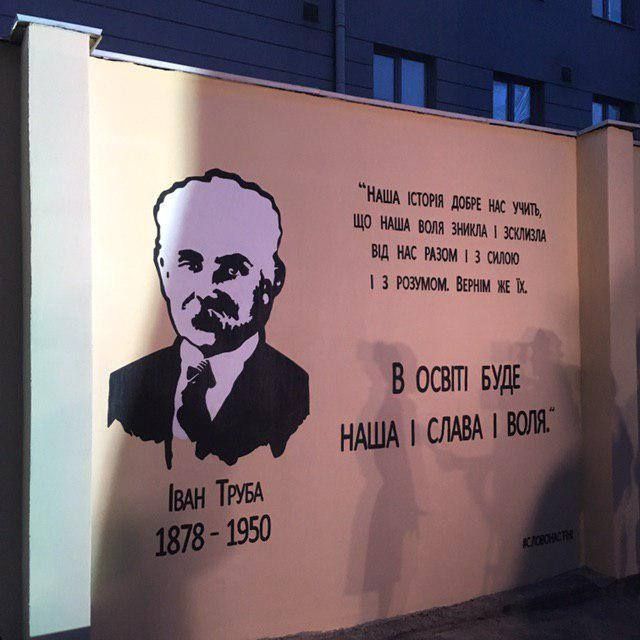 “Наша історія добре нас учить,
що наша воля зникла і зсклизла
від нас разом і з силою
і з розумом. Вернім же їх.
В освіті буде
наша і слава і воля.“
Іван Труба
1878 - 1950